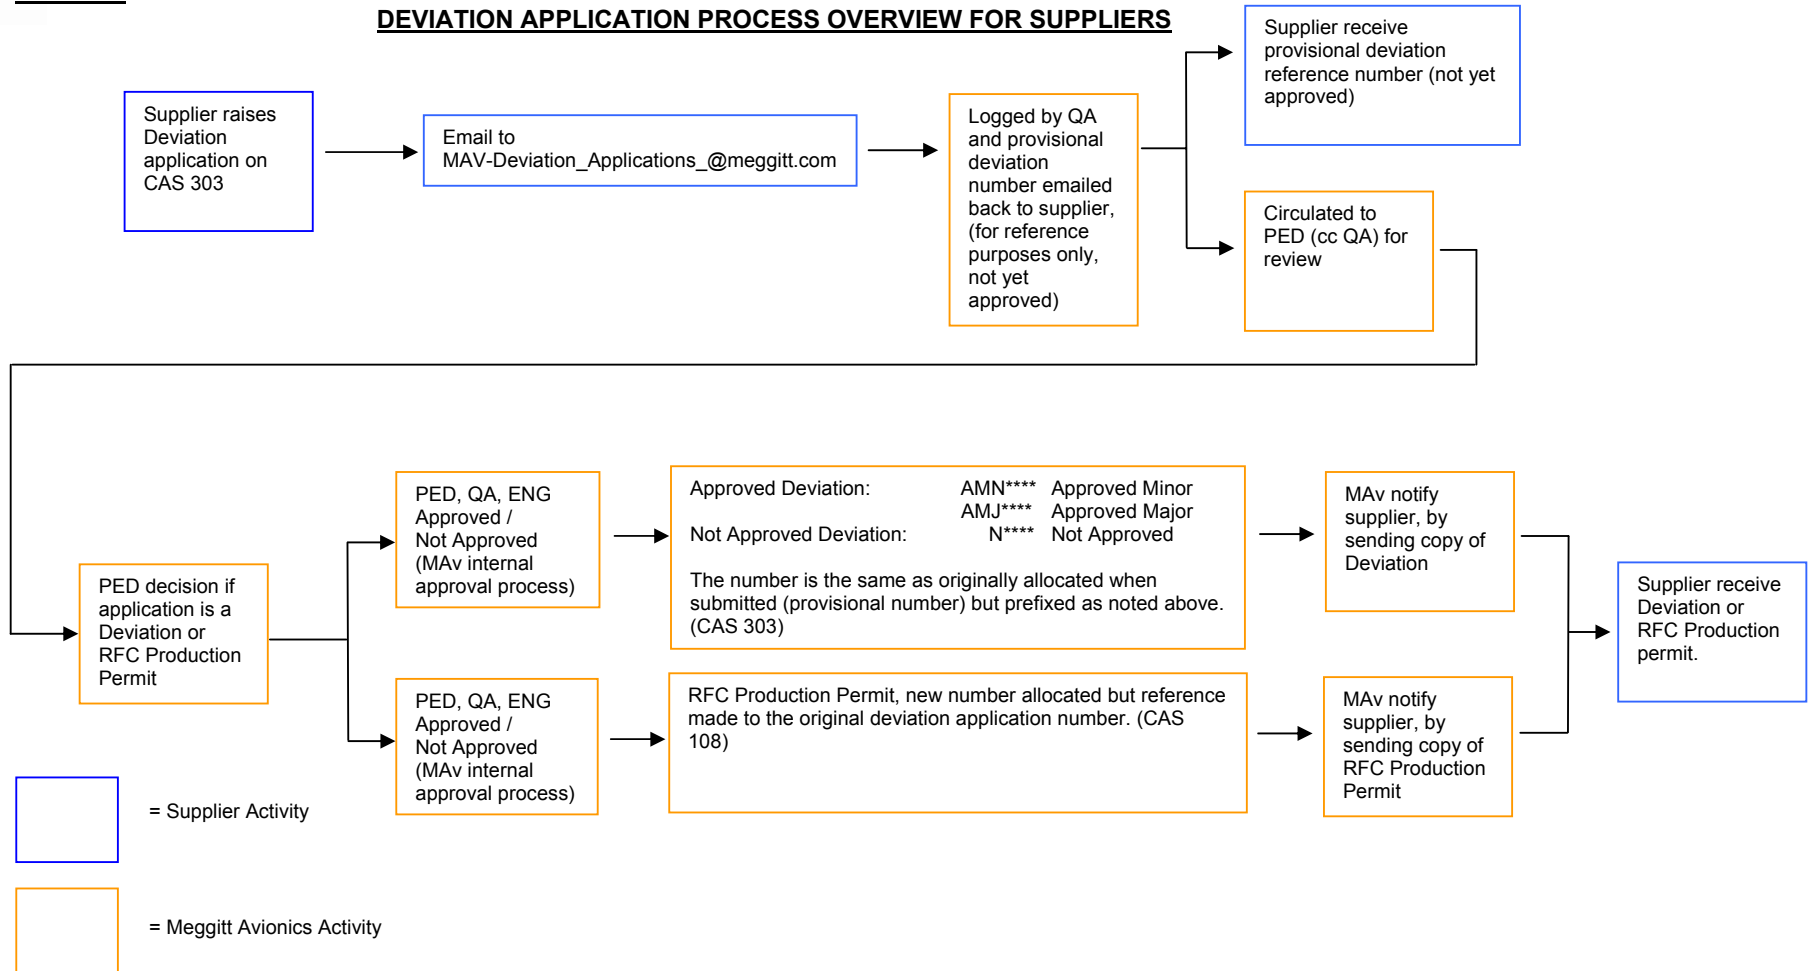 DEVIATION APPLICATION PROCESS OVERVIEW FOR SUPPLIERS
Supplier raises
Deviation
application on
CAS 303
Email to
MAV-Deviation_Applications_@meggitt.com
Logged by QA
and provisional
deviation
number emailed
back to supplier,
(for reference
purposes only,
not yet
approved)
Supplier receive
provisional deviation
reference number (not yet
approved)
Circulated to
PED (cc QA) for
review
PED decision if
application is a
Deviation or
RFC Production
Permit
PED, QA, ENG
Approved /
Not Approved
(MAv internal
approval process)
Approved Deviation: AMN**** Approved Minor
AMJ**** Approved Major
Not Approved Deviation: N**** Not Approved
The number is the same as originally allocated when
submitted (provisional number) but prefixed as noted above.
(CAS 303)
MAv notify
supplier, by
sending copy of
Deviation
PED, QA, ENG
Approved /
Not Approved
(MAv internal
approval process)
RFC Production Permit, new number allocated but reference
made to the original deviation application number. (CAS
108)
MAv notify
supplier, by
sending copy of
RFC Production
Permit
Supplier receive
Deviation or
RFC Production
permit.
= Supplier Activity
= Meggitt Avionics Activity